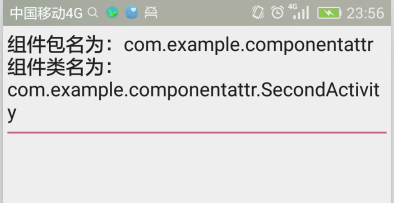 中国移动4G 4G 23:56
组件包名为：com.example.componentattr
组件类名为：
com.example.componentattr.SecondActivit
y